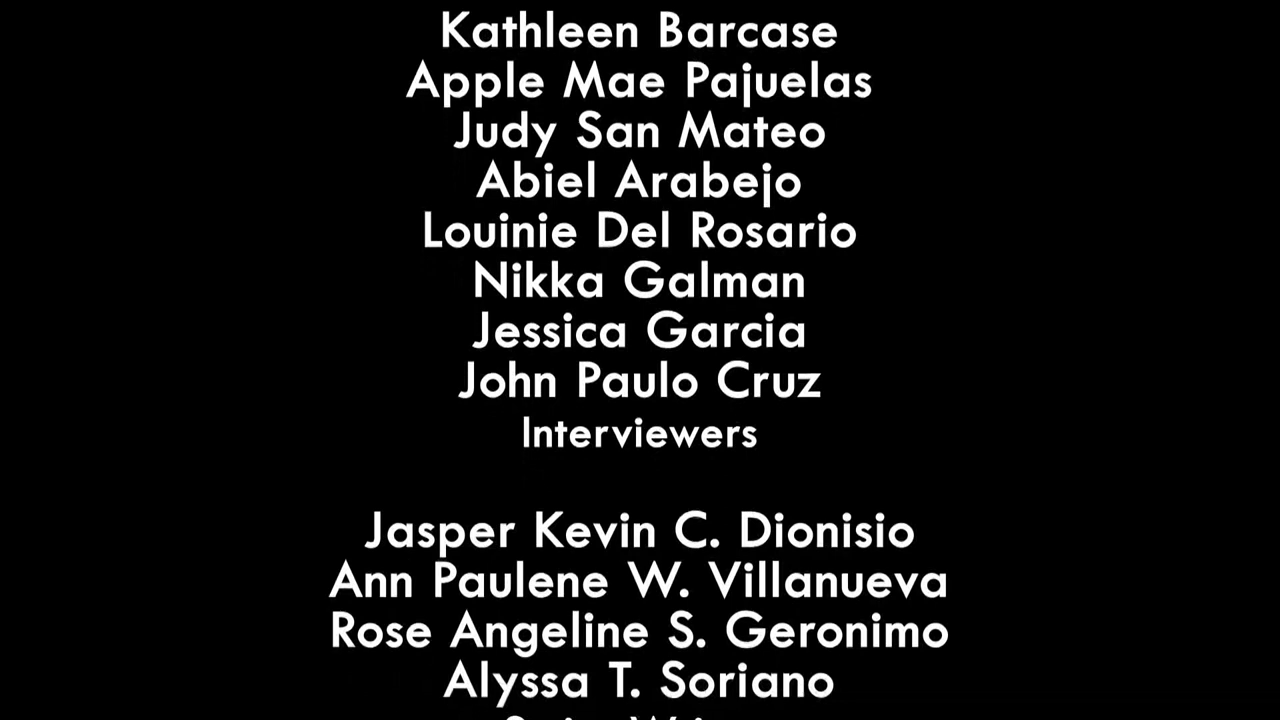 Kathleen Barcase
Apple Mae Pajuelas
Judy San Mateo
Abiel Arabejo
Louinie Del Rosario
Nikka Galman
Jessica Garcia
John Paulo Cruz
Interviewers
Jasper Kevin C. Dionisio
Ann Paulene W. Villanueva
Rose Angeline S. Geronimo
Alyssa T. Soriano